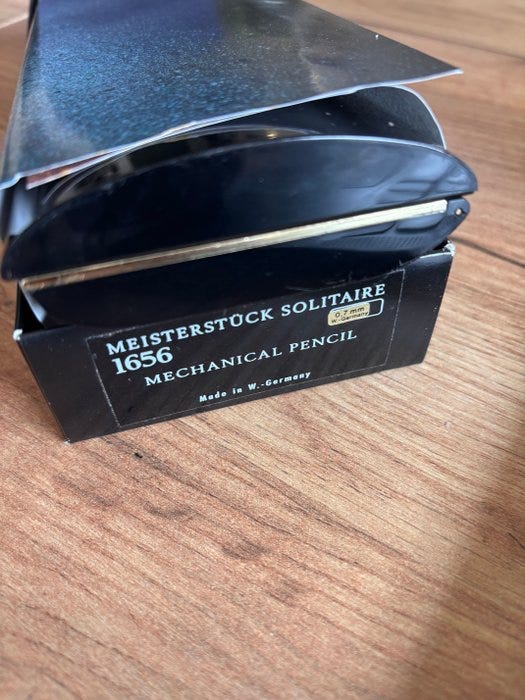 MEISTERSTÜCK SOLITAIRE
1656
0.7 mm
W.-Germany
MECHANICAL PENCIL
Made in W.-Germany